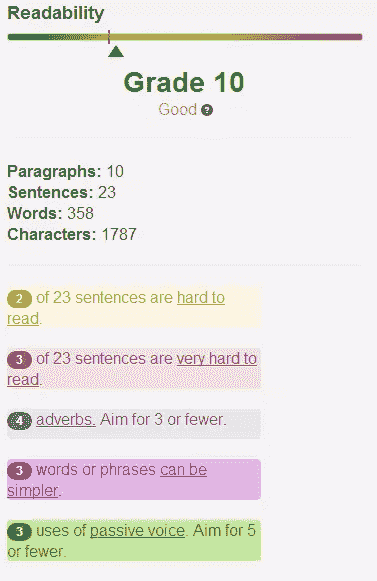 Readability
Grade 10
Good ?
Paragraphs: 10
Sentences: 23
Words: 358
Characters: 1787
2 of 23 sentences are hard to
read.
3 of 23 sentences are very hard to
read.
4 adverbs. Aim for 3 or fewer.
3 words or phrases can be
simpler.
3 uses of passive voice. Aim for 5
or fewer.